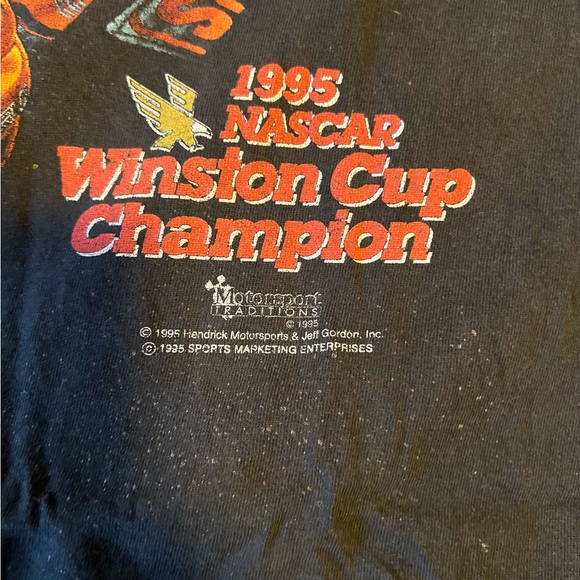 1995
NASCAR
Winston Cup
Champion
Motorsport
TRADITIONS
© 1995
© 1995 Hendrick Motorsports & Jeff Gordon, Inc.
© 1995 SPORTS MARKETING ENTERPRISES